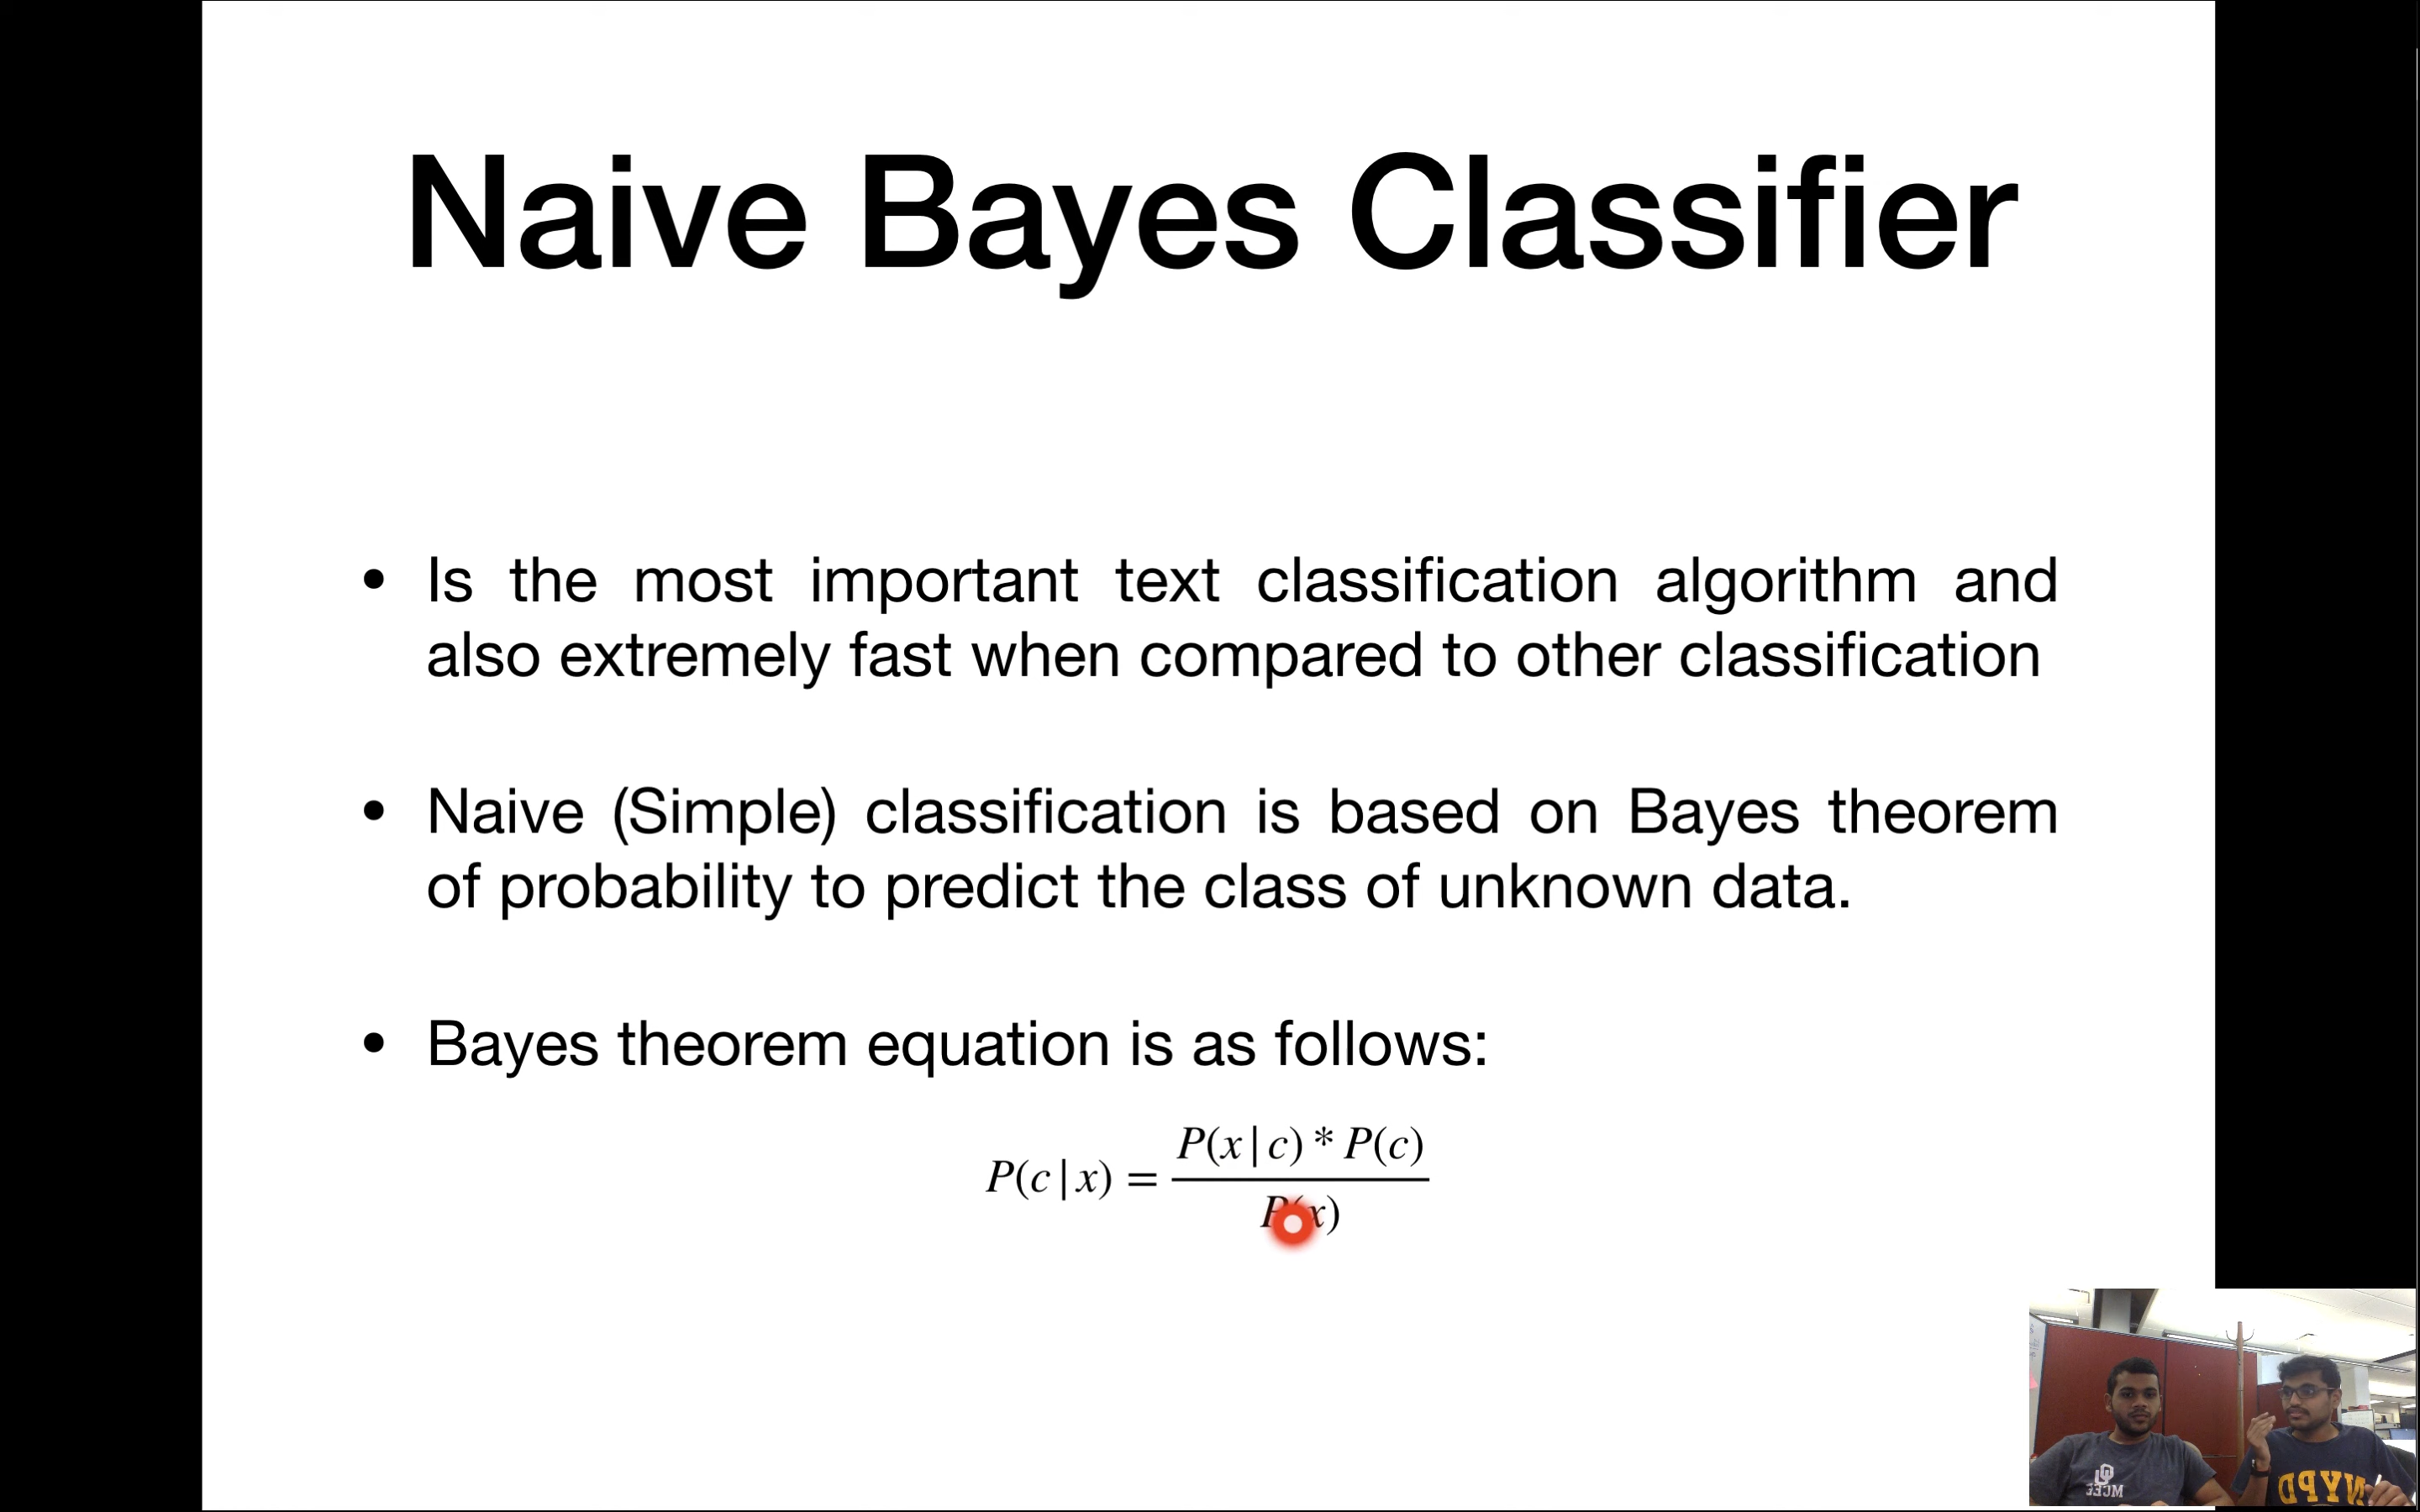 Naive Bayes Classifier
• Is the most important text classification algorithm and
also extremely fast when compared to other classification
• Naive (Simple) classification is based on Bayes theorem
of probability to predict the class of unknown data.
• Bayes theorem equation is as follows:
P(c|x) = P(x|c) * P(c) / P(x)
MCEE
NYPD